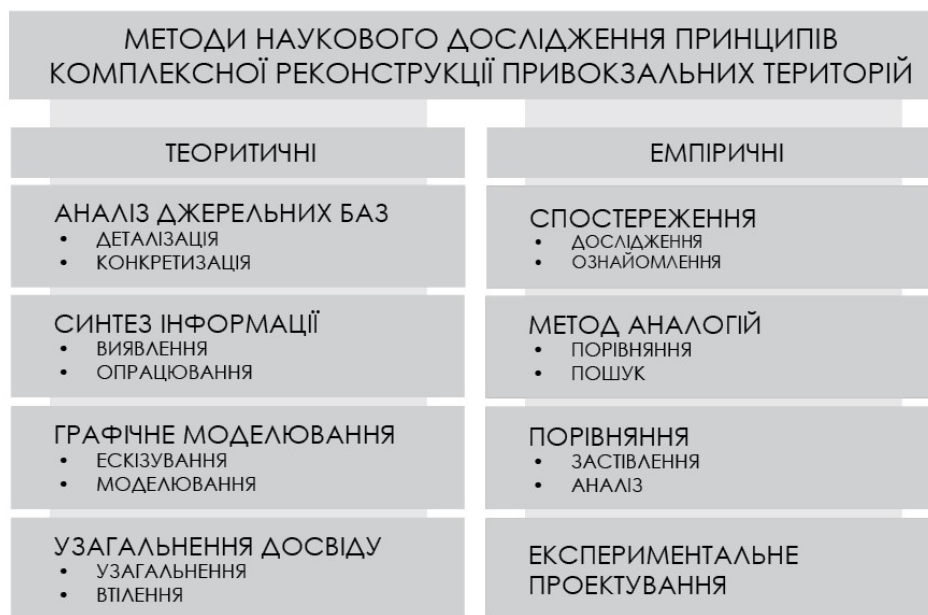 МЕТОДИ НАУКОВОГО ДОСЛІДЖЕННЯ ПРИНЦИПІВ
КОМПЛЕКСНОЇ РЕКОНСТРУКЦІЇ ПРИВОКЗАЛЬНИХ ТЕРИТОРІЙ
ТЕОРИТИЧНІ
АНАЛІЗ ДЖЕРЕЛЬНИХ БАЗ
• ДЕТАЛІЗАЦІЯ
• КОНКРЕТИЗАЦІЯ
СИНТЕЗ ІНФОРМАЦІЇ
• ВИЯВЛЕННЯ
• ОПРАЦЮВАННЯ
ГРАФІЧНЕ МОДЕЛЮВАННЯ
• ЕСКІЗУВАННЯ
• МОДЕЛЮВАННЯ
УЗАГАЛЬНЕННЯ ДОСВІДУ
• УЗАГАЛЬНЕННЯ
• ВТІЛЕННЯ
ЕМПІРИЧНІ
СПОСТЕРЕЖЕННЯ
• ДОСЛІДЖЕННЯ
• ОЗНАЙОМЛЕННЯ
МЕТОД АНАЛОГІЙ
• ПОРІВНЯННЯ
• ПОШУК
ПОРІВНЯННЯ
• ЗАСТІВЛЕННЯ
• АНАЛІЗ
ЕКСПЕРИМЕНТАЛЬНЕ
ПРОЕКТУВАННЯ